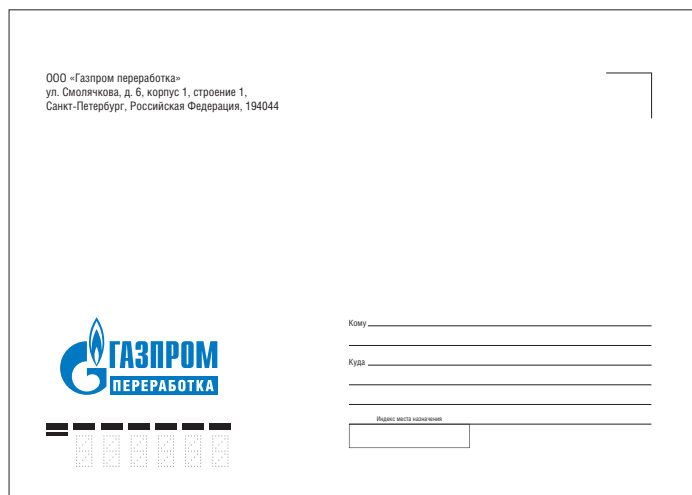 ООО «Газпром переработка»
ул. Смолячкова, д. 6, корпус 1, строение 1,
Санкт-Петербург, Российская Федерация, 194044
ГАЗПРОМ
ПЕРЕРАБОТКА
Кому
Куда
Индекс места назначения